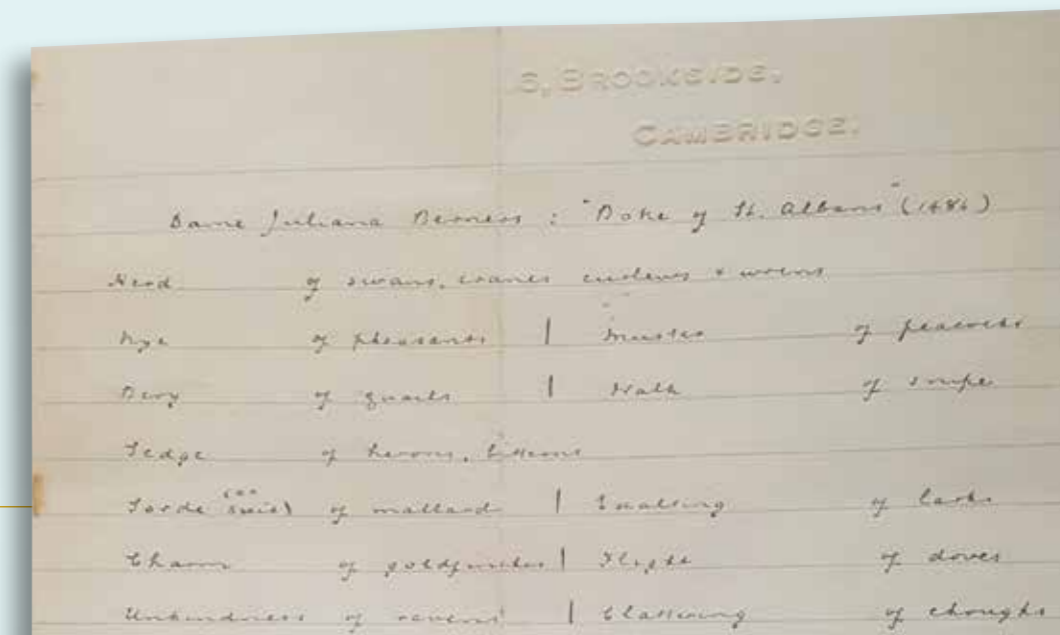 6, BROOKSIDE,
CAMBRIDGE.
Dame Juliana Berners : "Boke of St. Albans" (1486)
Herd of swans, cranes curlews & wrens
Nye of pheasants | Muster of peacocks
Bevy of quails | Walk of snipe
Sedge of herons, bitterns
Sorde of mallard | Exalting of larks
Charm of goldfinches | Flight of doves
Unkindness of ravens | Clattering of choughs